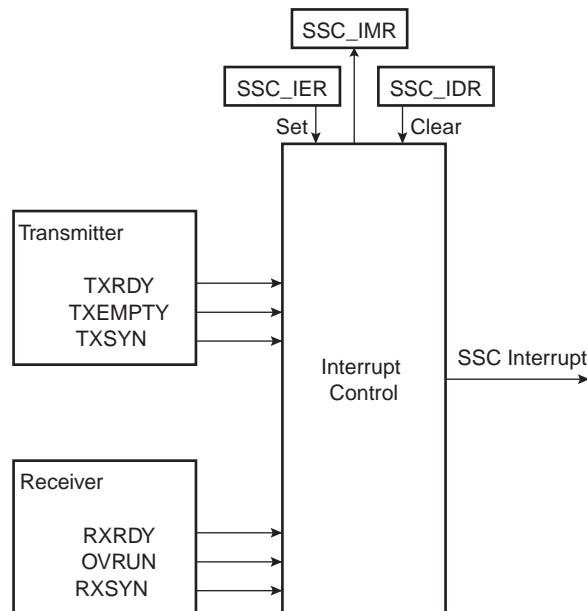 SSC_IMR
SSC_IER
SSC_IDR
Set
Clear
Transmitter
TXRDY
TXEMPTY
TXSYN
Interrupt
Control
SSC Interrupt
Receiver
RXRDY
OVRUN
RXSYN